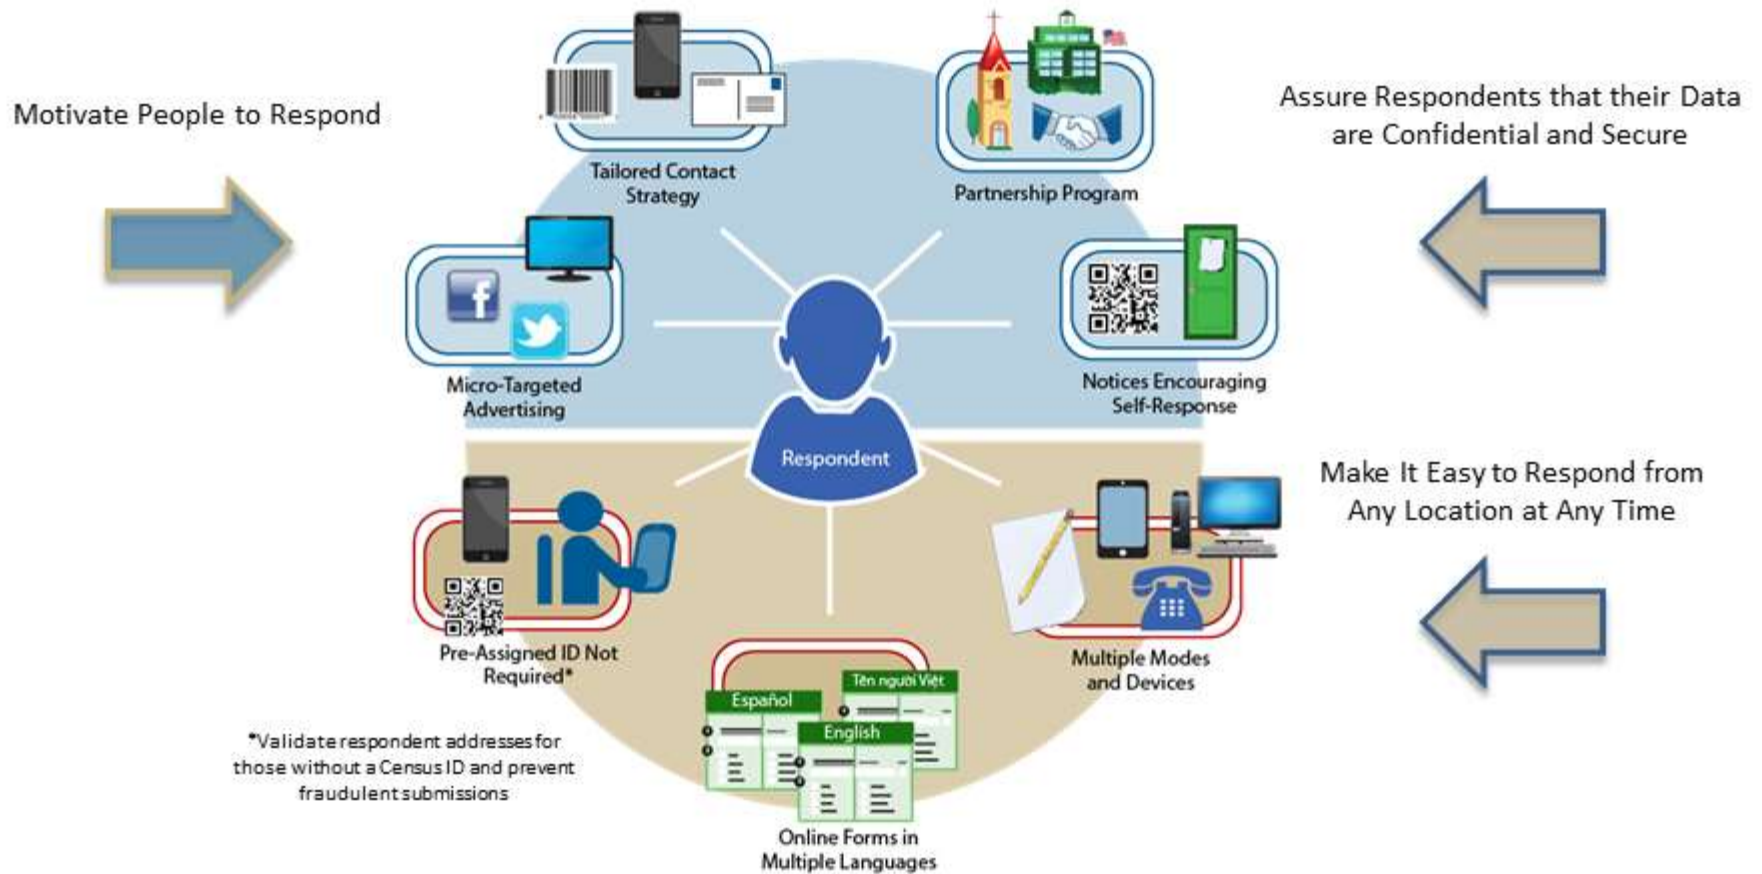 Motivate People to Respond
Tailored Contact
Strategy
Partnership Program
Assure Respondents that their Data
are Confidential and Secure
f
Micro-Targeted
Advertising
Notices Encouraging
Self-Response
Respondent
Make It Easy to Respond from
Any Location at Any Time
Pre-Assigned ID Not
Required*
Multiple Modes
and Devices
*Validate respondent addresses for
those without a Census ID and prevent
fraudulent submissions
Español
Tên người Việt
English
Online Forms in
Multiple Languages